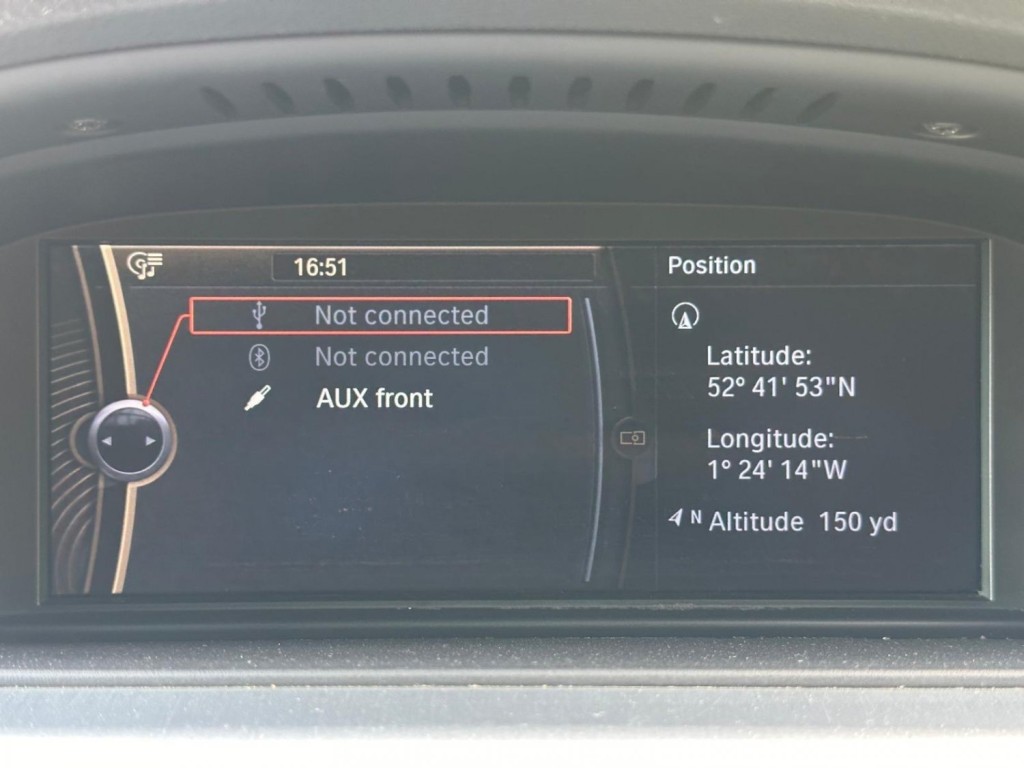 16:51
Not connected
Not connected
AUX front
Position
Latitude:
52° 41' 53"N
Longitude:
1° 24' 14"W
N Altitude 150 yd